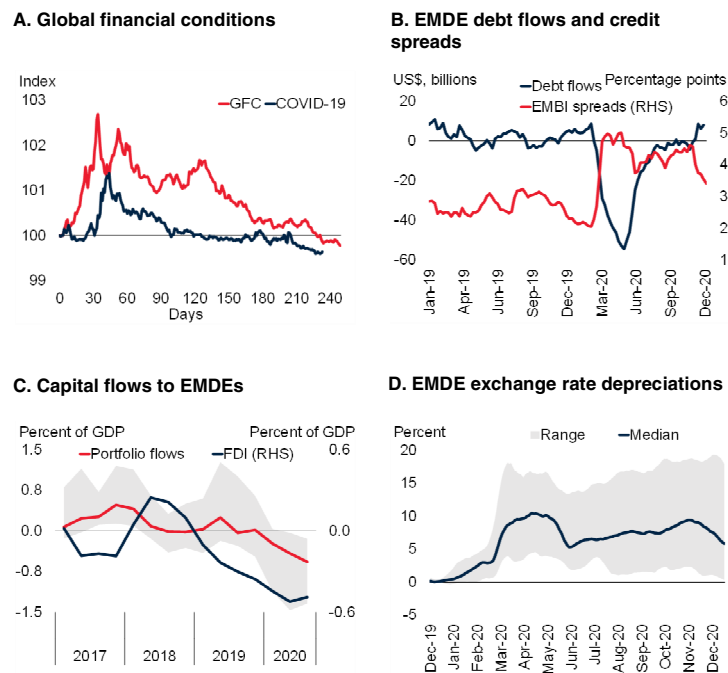 A. Global financial conditions
Index
GFC COVID-19
103
102
101
100
99
0 30 60 90 120 150 180 210 240
Days
B. EMDE debt flows and credit
spreads
US$, billions
Percentage points
Debt flows
EMBI spreads (RHS)
20
0
-20
-40
-60
6
5
4
3
2
1
Jan-19
Apr-19
Jun-19
Sep-19
Dec-19
Mar-20
Jun-20
Sep-20
Dec-20
C. Capital flows to EMDEs
Percent of GDP
Percent of GDP
Portfolio flows
FDI (RHS)
1.5
0.8
0.0
-0.8
-1.5
0.6
0.0
-0.6
2017 2018 2019 2020
D. EMDE exchange rate depreciations
Percent
Range
Median
20
15
10
5
0
-5
Dec-19
Jan-20
Feb-20
Mar-20
Apr-20
May-20
Jun-20
Jul-20
Aug-20
Sep-20
Oct-20
Nov-20
Dec-20